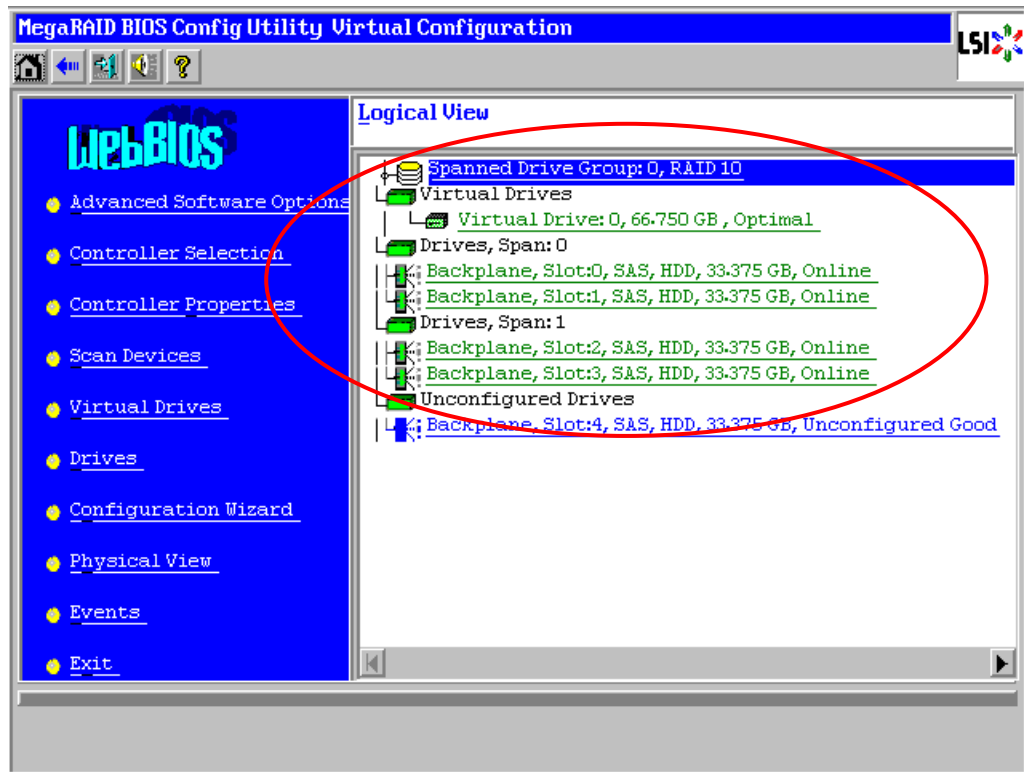 MegaRAID BIOS Config Utility Virtual Configuration
LSI
?
WebBIOS
Logical View
Advanced Software Options
Controller Selection
Controller Properties
Scan Devices
Virtual Drives
Drives
Configuration Wizard
Physical View
Events
Exit
Spanned Drive Group: 0, RAID 10
Virtual Drives
Virtual Drive: 0, 66.750 GB , Optimal
Drives, Span: 0
Backplane, Slot:0, SAS, HDD, 33.375 GB, Online
Backplane, Slot:1, SAS, HDD, 33.375 GB, Online
Drives, Span: 1
Backplane, Slot:2, SAS, HDD, 33.375 GB, Online
Backplane, Slot:3, SAS, HDD, 33.375 GB, Online
Unconfigured Drives
Backplane, Slot:4, SAS, HDD, 33.375 GB, Unconfigured Good